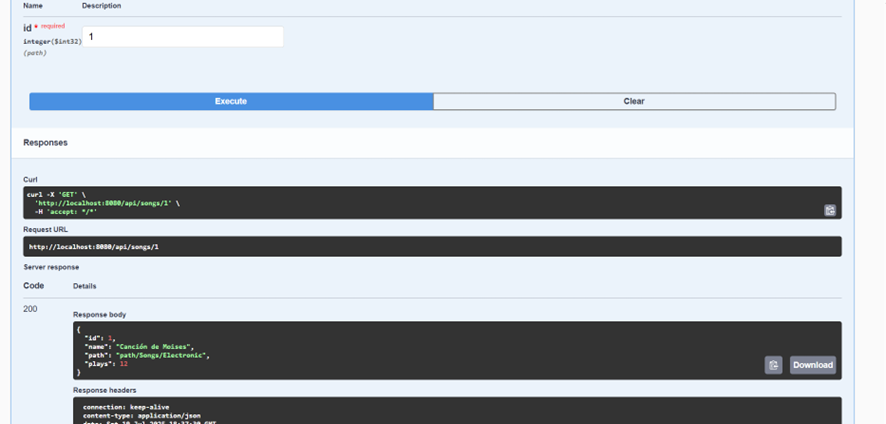 Name Description
id * required
integer($int32)
(path)
1
Execute Clear
Responses
Curl
curl -X 'GET' \
'http://localhost:8080/api/songs/1' \
-H 'accept: */*'
Request URL
http://localhost:8080/api/songs/1
Server response
Code Details
200
Response body
{
"id": 1,
"name": "Canción de Moises",
"path": "path/Songs/Electronic",
"plays": 12
}
Download
Response headers
connection: keep-alive
content-type: application/json